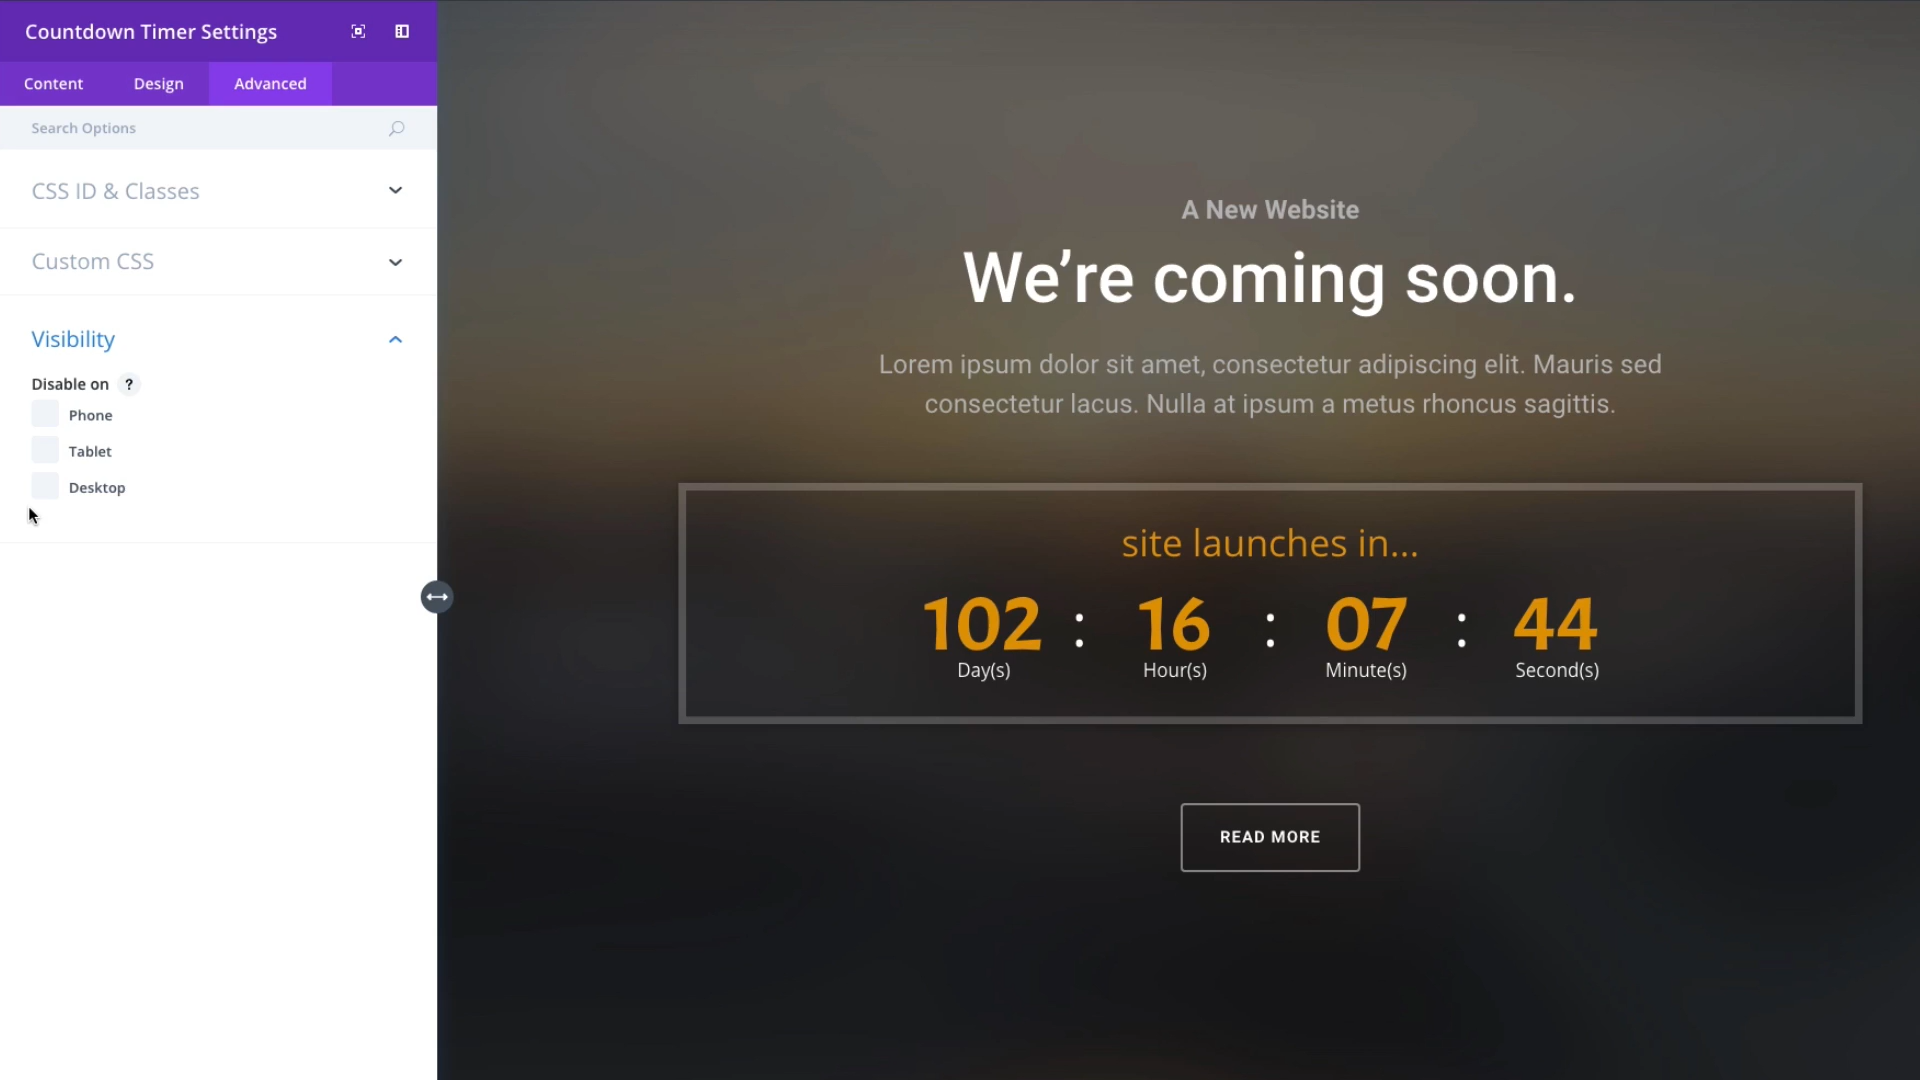 Countdown Timer Settings
Content Design Advanced
Search Options
CSS ID & Classes
Custom CSS
Visibility
Disable on ?
Phone
Tablet
Desktop
A New Website
We’re coming soon.
Lorem ipsum dolor sit amet, consectetur adipiscing elit. Mauris sed
consectetur lacus. Nulla at ipsum a metus rhoncus sagittis.
site launches in...
102 : 16 : 07 : 44
Day(s) Hour(s) Minute(s) Second(s)
READ MORE